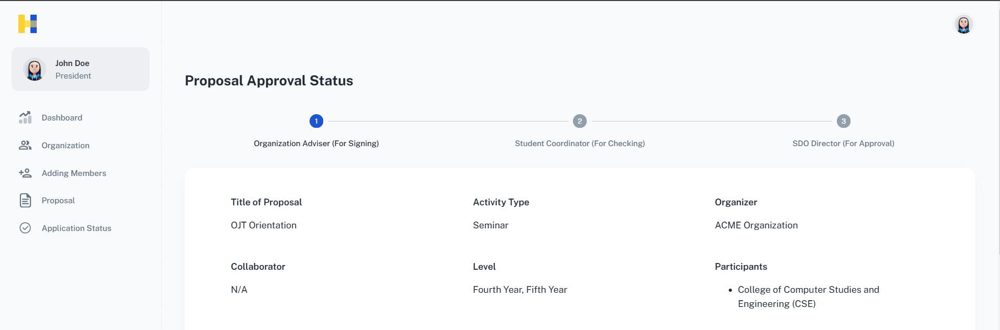 John Doe
President
Dashboard
Organization
Adding Members
Proposal
Application Status
Proposal Approval Status
1
2
3
Organization Adviser (For Signing)
Student Coordinator (For Checking)
SDO Director (For Approval)
Title of Proposal
Activity Type
Organizer
OJT Orientation
Seminar
ACME Organization
Collaborator
Level
Participants
N/A
Fourth Year, Fifth Year
College of Computer Studies and
Engineering (CSE)